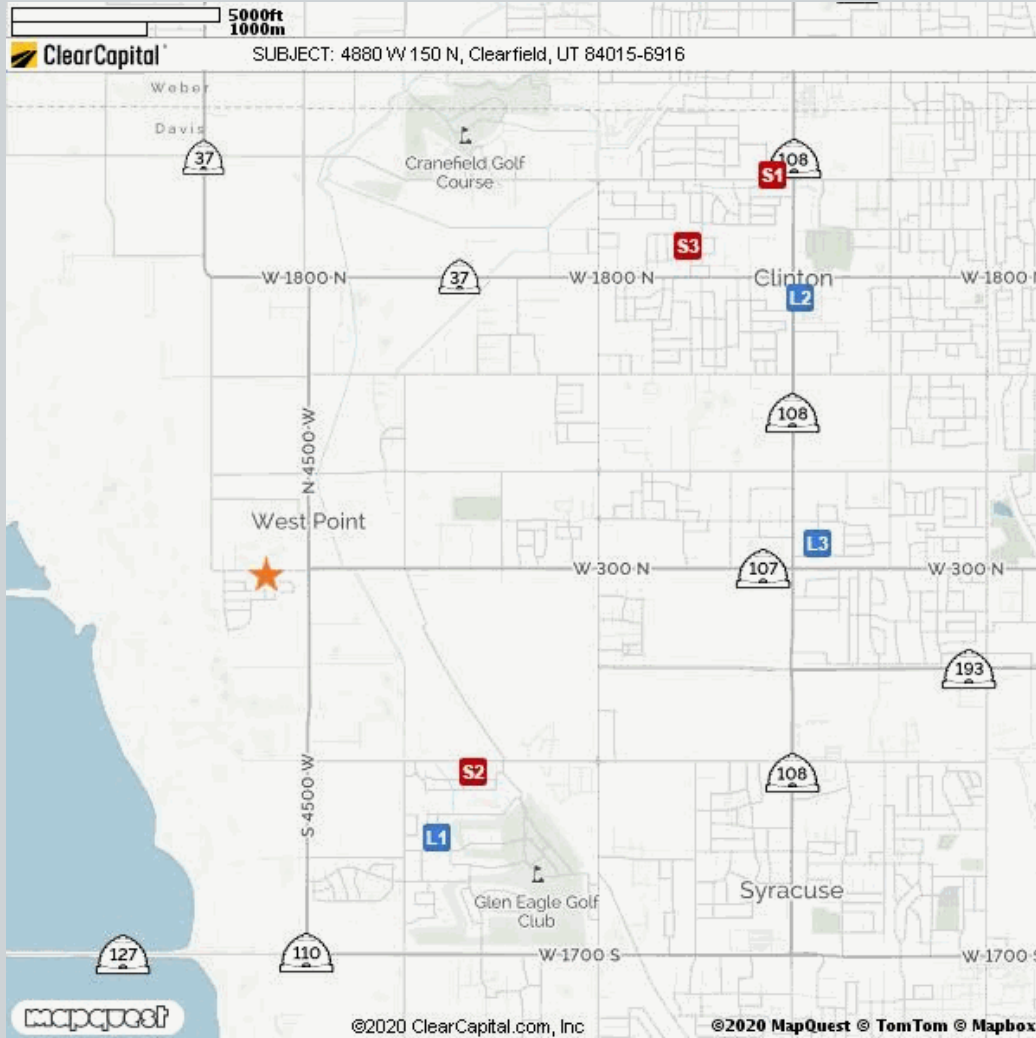 5000ft
1000m
ClearCapital
SUBJECT: 4880 W 150 N, Clearfield, UT 84015-6916
Weber
Davis
37
108
Cranefield Golf
Course
S1
S3
W 1800 N
37
W 1800 N
Clinton
W 1800 N
L2
108
N 4500 W
West Point
L3
W 300 N
107
W 300 N
193
S 4500 W
S2
108
L1
Syracuse
Glen Eagle Golf
Club
127
110
W 1700 S
W 1700 S
mapquest
©2020 ClearCapital.com, Inc
©2020 MapQuest © TomTom © Mapbox